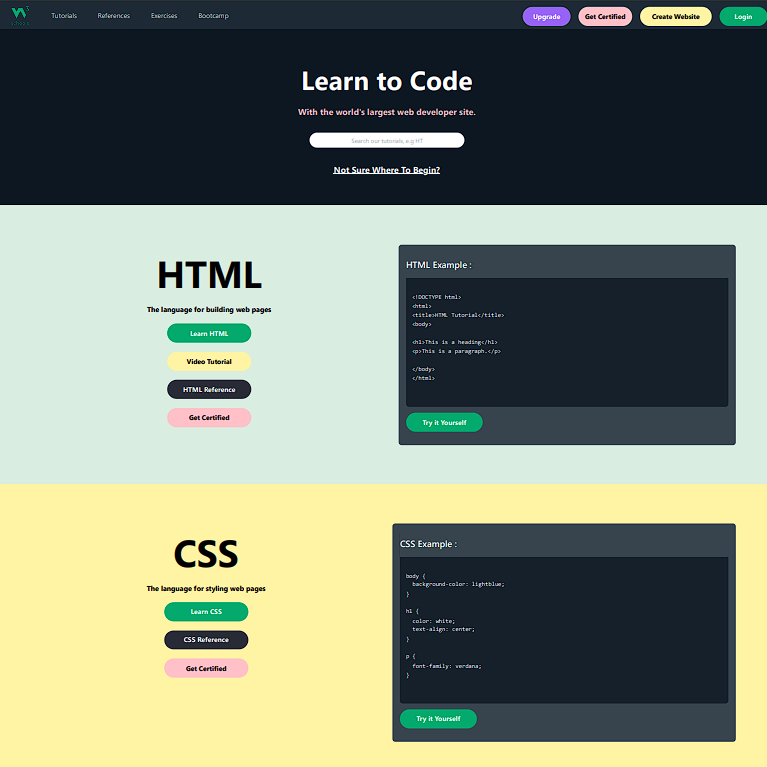 Tutorials References Exercises Bootcamp Upgrade Get Certified Create Website Login
Learn to Code
With the world's largest web developer site.
Search our tutorials, e.g HT
Not Sure Where To Begin?
HTML
The language for building web pages
Learn HTML
Video Tutorial
HTML Reference
Get Certified
HTML Example :
<!DOCTYPE html>
<html>
<title>HTML Tutorial</title>
<body>
<h1>This is a heading</h1>
<p>This is a paragraph.</p>
</body>
</html>
Try it Yourself
CSS
The language for styling web pages
Learn CSS
CSS Reference
Get Certified
CSS Example :
body {
background-color: lightblue;
}
h1 {
color: white;
text-align: center;
}
p {
font-family: verdana;
}
Try it Yourself